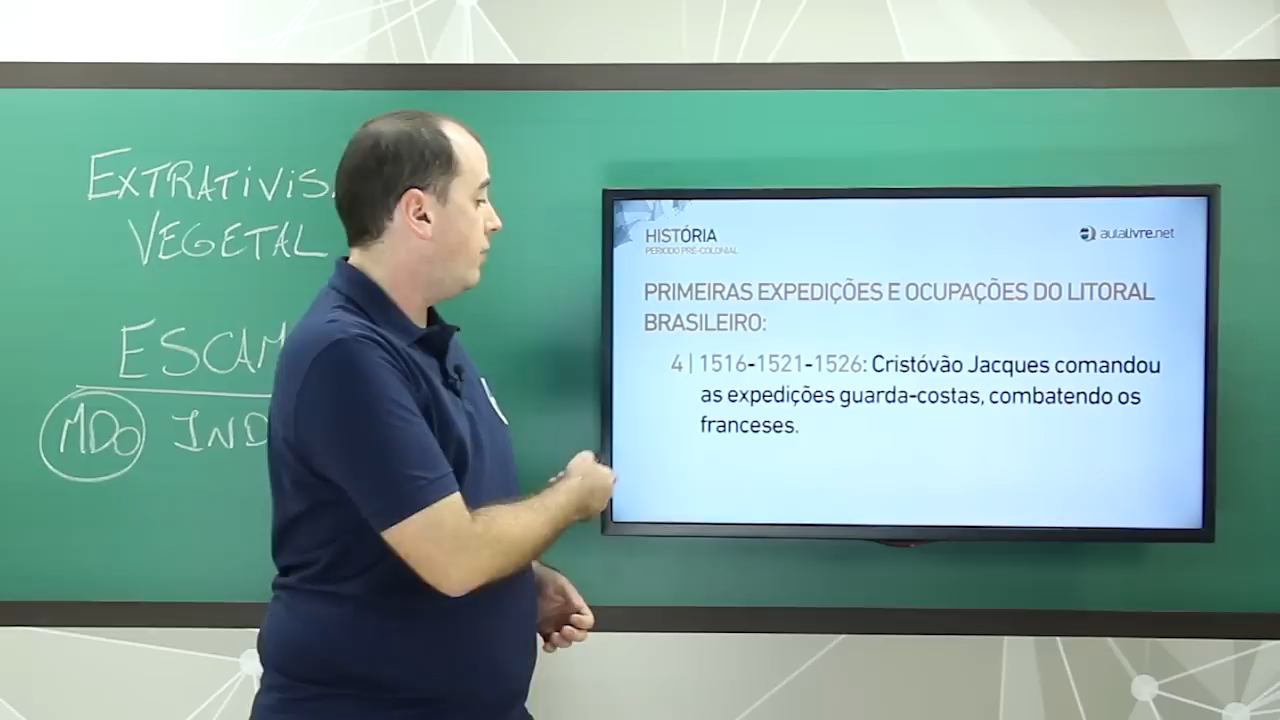 EXTRATIVIS
VEGETAL
ESCAM
MDO IND
HISTÓRIA
PERÍODO PRÉ-COLONIAL
aulalivre.net
PRIMEIRAS EXPEDIÇÕES E OCUPAÇÕES DO LITORAL
BRASILEIRO:
4 | 1516-1521-1526: Cristóvão Jacques comandou
as expedições guarda-costas, combatendo os
franceses.